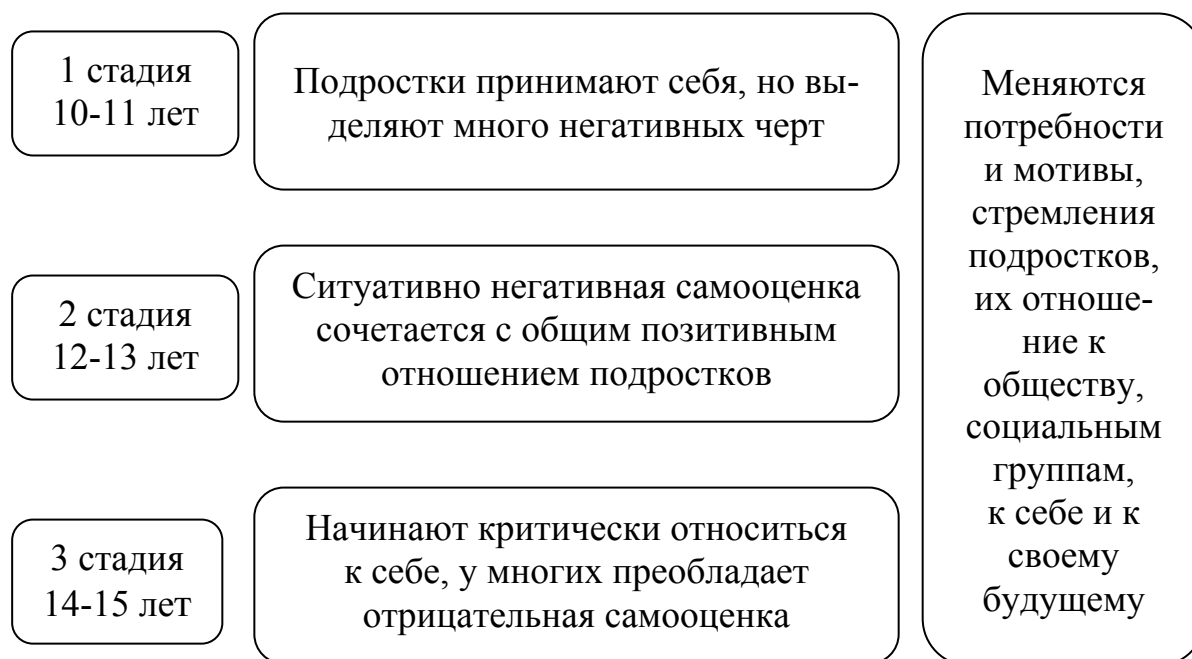 1 стадия
10-11 лет
Подростки принимают себя, но вы-
деляют много негативных черт
2 стадия
12-13 лет
Ситуативно негативная самооценка
сочетается с общим позитивным
отношением подростков
3 стадия
14-15 лет
Начинают критически относиться
к себе, у многих преобладает
отрицательная самооценка
Меняются
потребности
и мотивы,
стремления
подростков,
их отноше-
ние к
обществу,
социальным
группам,
к себе и к
своему
будущему